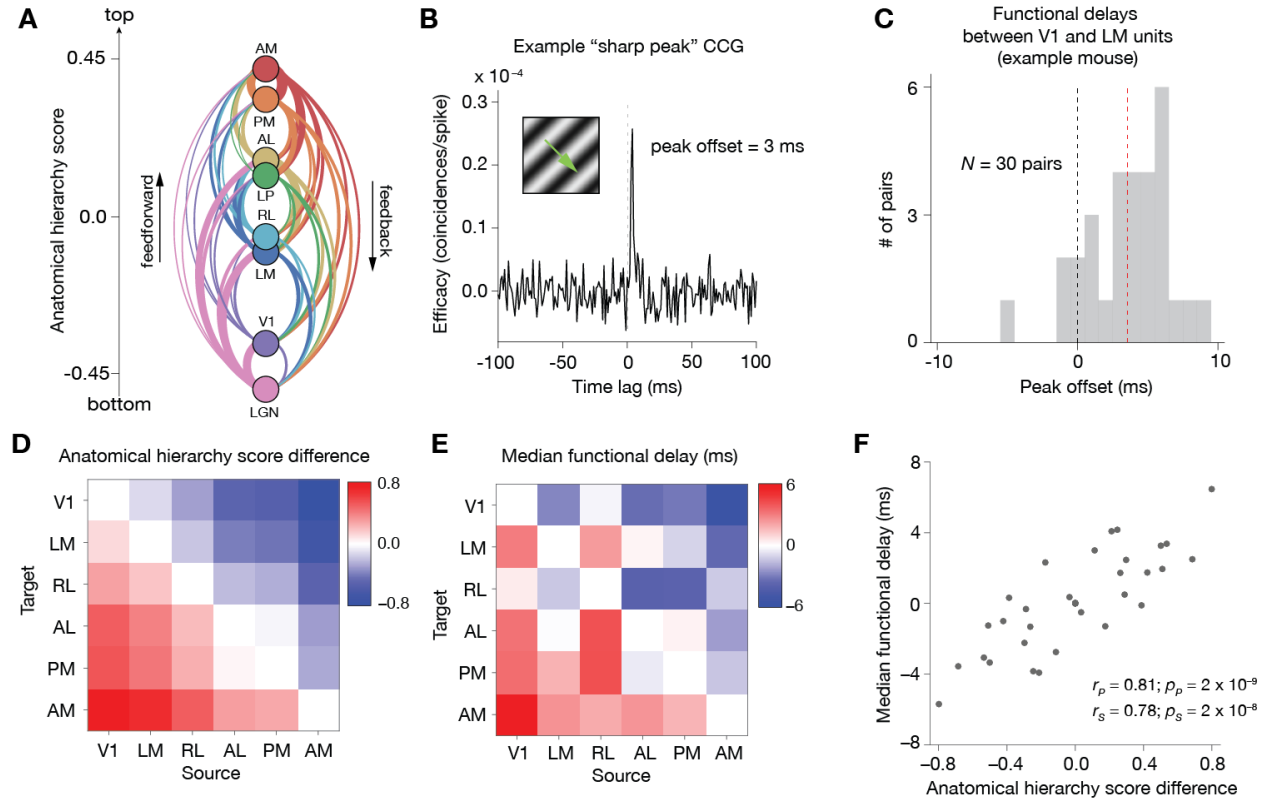 A
top
0.45
0.0
-0.45
bottom
Anatomical hierarchy score
feedforward
feedback
AM
PM
AL
LP
RL
LM
V1
LGN
B
Example “sharp peak” CCG
x 10⁻⁴
0.3
0.2
0.1
0.0
Efficacy (coincidences/spike)
peak offset = 3 ms
-100
-50
0
50
100
Time lag (ms)
C
Functional delays
between V1 and LM units
(example mouse)
6
3
0
# of pairs
N = 30 pairs
-10
0
10
Peak offset (ms)
D
Anatomical hierarchy score difference
V1
LM
RL
AL
PM
AM
Target
V1 LM RL AL PM AM
Source
0.8
0.0
−0.8
E
Median functional delay (ms)
V1
LM
RL
AL
PM
AM
Target
V1 LM RL AL PM AM
Source
6
0
−6
F
8
4
0
−4
−8
Median functional delay (ms)
r_P = 0.81; p_P = 2 x 10⁻⁹
r_S = 0.78; p_S = 2 x 10⁻⁸
−0.8 −0.4 0.0 0.4 0.8
Anatomical hierarchy score difference